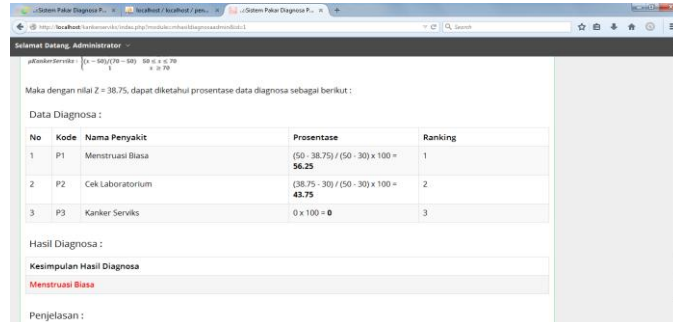 ..:Sistem Pakar Diagnosa P...
localhost / localhost / pen...
..:Sistem Pakar Diagnosa P...
Search
Selamat Datang, Administrator
(x − 50)/(70 − 50) 50 ≤ x ≤ 70
1 x ≥ 70
Maka dengan nilai Z = 38.75, dapat diketahui prosentase data diagnosa sebagai berikut :
Data Diagnosa :
No Kode Nama Penyakit Prosentase Ranking
1 P1 Menstruasi Biasa (50 - 38.75) / (50 - 30) x 100 = 1
56.25
2 P2 Cek Laboratorium (38.75 - 30) / (50 - 30) x 100 = 2
43.75
3 P3 Kanker Serviks 0 x 100 = 0 3
Hasil Diagnosa :
Kesimpulan Hasil Diagnosa
Menstruasi Biasa
Penjelasan :